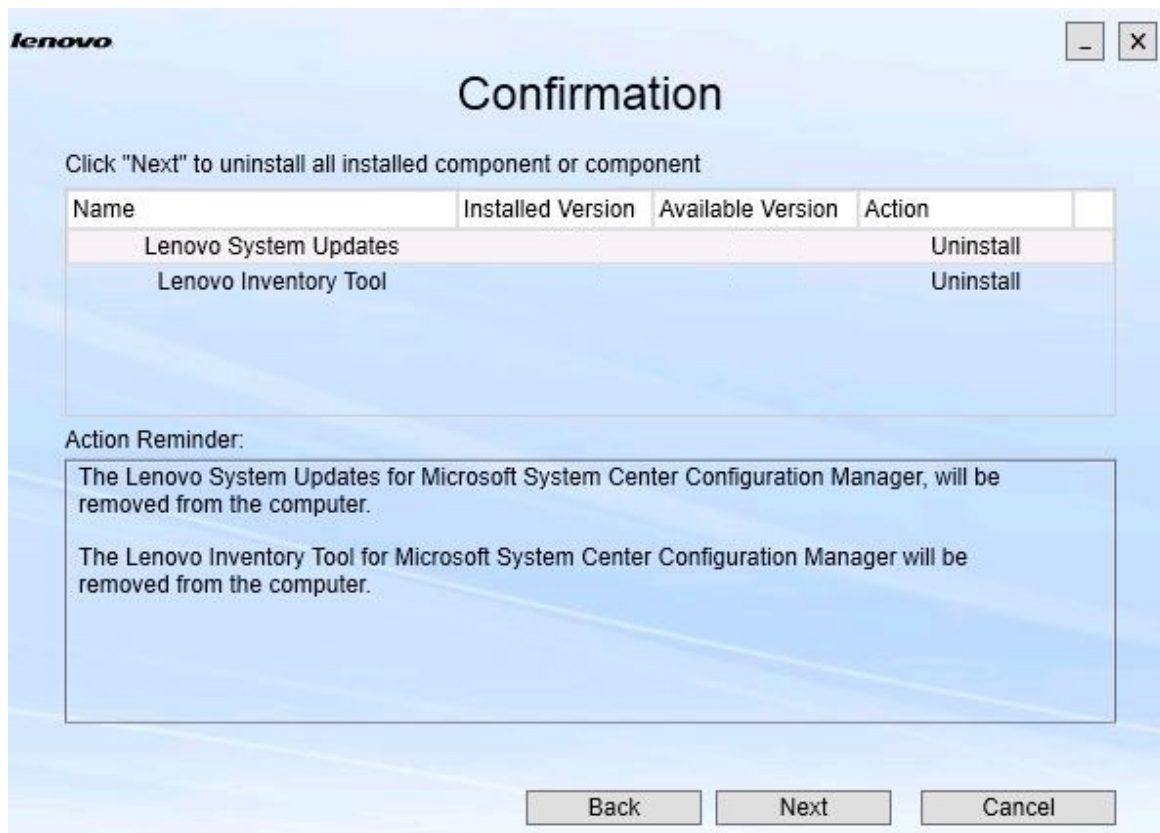 lenovo
_ X
Confirmation
Click "Next" to uninstall all installed component or component
Name Installed Version Available Version Action
Lenovo System Updates Uninstall
Lenovo Inventory Tool Uninstall
Action Reminder:
The Lenovo System Updates for Microsoft System Center Configuration Manager, will be
removed from the computer.
The Lenovo Inventory Tool for Microsoft System Center Configuration Manager will be
removed from the computer.
Back Next Cancel